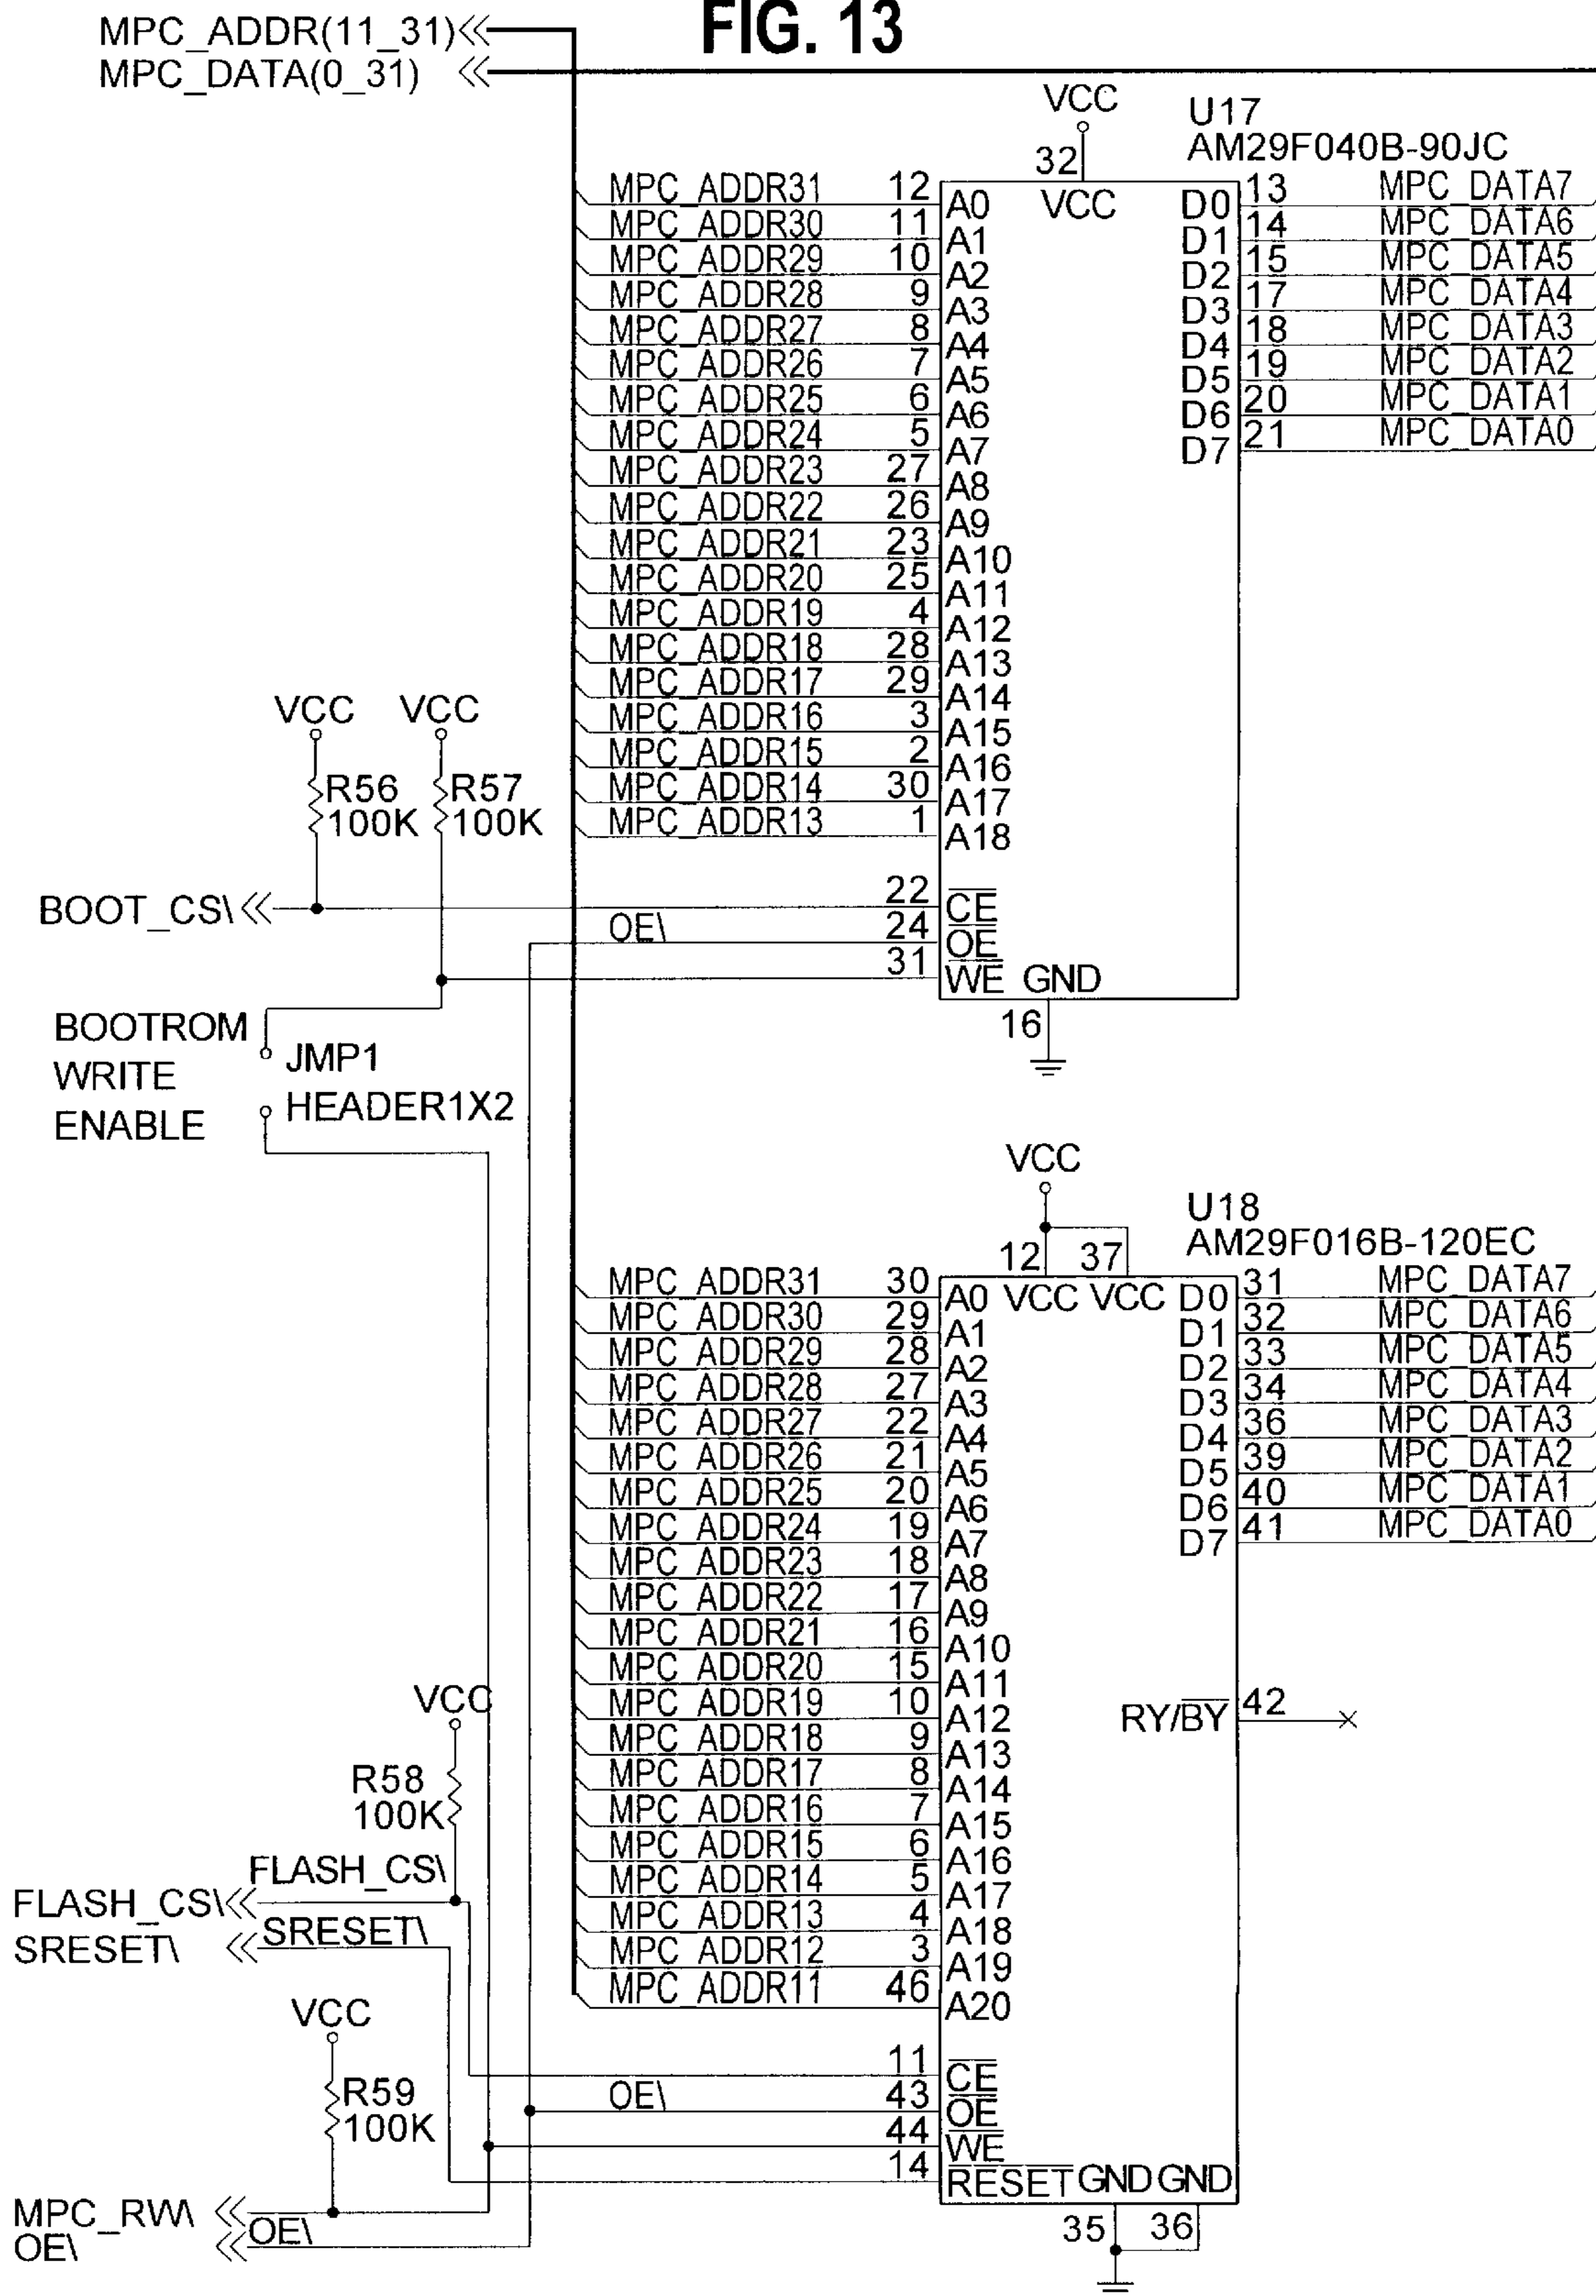 FIG. 13
MPC_ADDR(11_31)
MPC_DATA(0_31)
VCC
U17
AM29F040B-90JC
32
VCC
MPC_ADDR31 12 A0 D0 13 MPC_DATA7
MPC_ADDR30 11 A1 D1 14 MPC_DATA6
MPC_ADDR29 10 A2 D2 15 MPC_DATA5
MPC_ADDR28 9 A3 D3 17 MPC_DATA4
MPC_ADDR27 8 A4 D4 18 MPC_DATA3
MPC_ADDR26 7 A5 D5 19 MPC_DATA2
MPC_ADDR25 6 A6 D6 20 MPC_DATA1
MPC_ADDR24 5 A7 D7 21 MPC_DATA0
MPC_ADDR23 27 A8
MPC_ADDR22 26 A9
MPC_ADDR21 23 A10
MPC_ADDR20 25 A11
MPC_ADDR19 4 A12
MPC_ADDR18 28 A13
MPC_ADDR17 29 A14
MPC_ADDR16 3 A15
MPC_ADDR15 2 A16
MPC_ADDR14 30 A17
MPC_ADDR13 1 A18
VCC VCC
R56 R57
100K 100K
BOOT_CS\ 22 CE
OE\ 24 OE
31 WE GND
16
BOOTROM
WRITE
ENABLE
JMP1
HEADER1X2
VCC
U18
AM29F016B-120EC
12 37
VCC VCC
MPC_ADDR31 30 A0 D0 31 MPC_DATA7
MPC_ADDR30 29 A1 D1 32 MPC_DATA6
MPC_ADDR29 28 A2 D2 33 MPC_DATA5
MPC_ADDR28 27 A3 D3 34 MPC_DATA4
MPC_ADDR27 22 A4 D4 36 MPC_DATA3
MPC_ADDR26 21 A5 D5 39 MPC_DATA2
MPC_ADDR25 20 A6 D6 40 MPC_DATA1
MPC_ADDR24 19 A7 D7 41 MPC_DATA0
MPC_ADDR23 18 A8
MPC_ADDR22 17 A9
MPC_ADDR21 16 A10
MPC_ADDR20 15 A11
MPC_ADDR19 10 A12 RY/BY 42
MPC_ADDR18 9 A13
MPC_ADDR17 8 A14
MPC_ADDR16 7 A15
MPC_ADDR15 6 A16
MPC_ADDR14 5 A17
MPC_ADDR13 4 A18
MPC_ADDR12 3 A19
MPC_ADDR11 46 A20
VCC
R58
100K
FLASH_CS\ FLASH_CS\
SRESET\ SRESET\
VCC
R59
100K
11 CE
OE\ 43 OE
44 WE
14 RESET GND GND
35 36
MPC_RW\
OE\ OE\